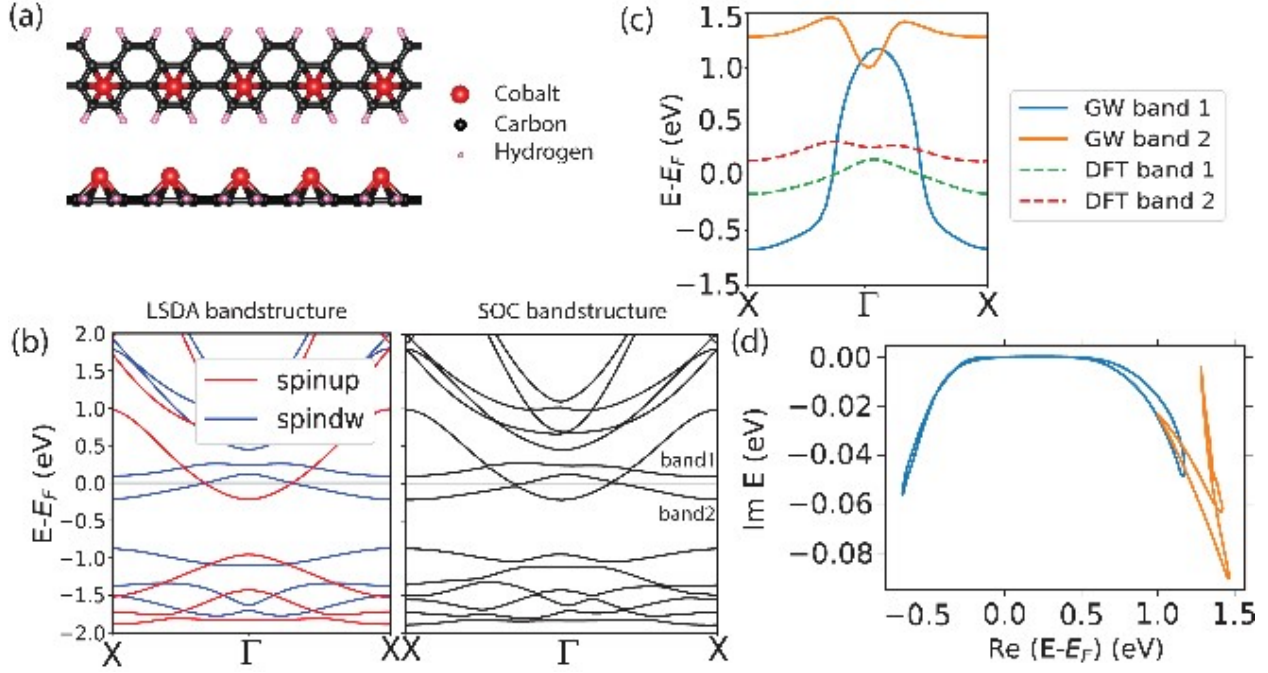 (a)
Cobalt
Carbon
Hydrogen
(b)
LSDA bandstructure
SOC bandstructure
E-E_F (eV)
2.0
1.5
1.0
0.5
0.0
−0.5
−1.0
−1.5
−2.0
spinup
spindw
band1
band2
X
Γ
X
X
Γ
X
(c)
E-E_F (eV)
1.5
1.0
0.5
0.0
−0.5
−1.5
X
Γ
X
GW band 1
GW band 2
DFT band 1
DFT band 2
(d)
Im E (eV)
0.00
−0.02
−0.04
−0.06
−0.08
−0.5
0.0
0.5
1.0
1.5
Re (E-E_F) (eV)